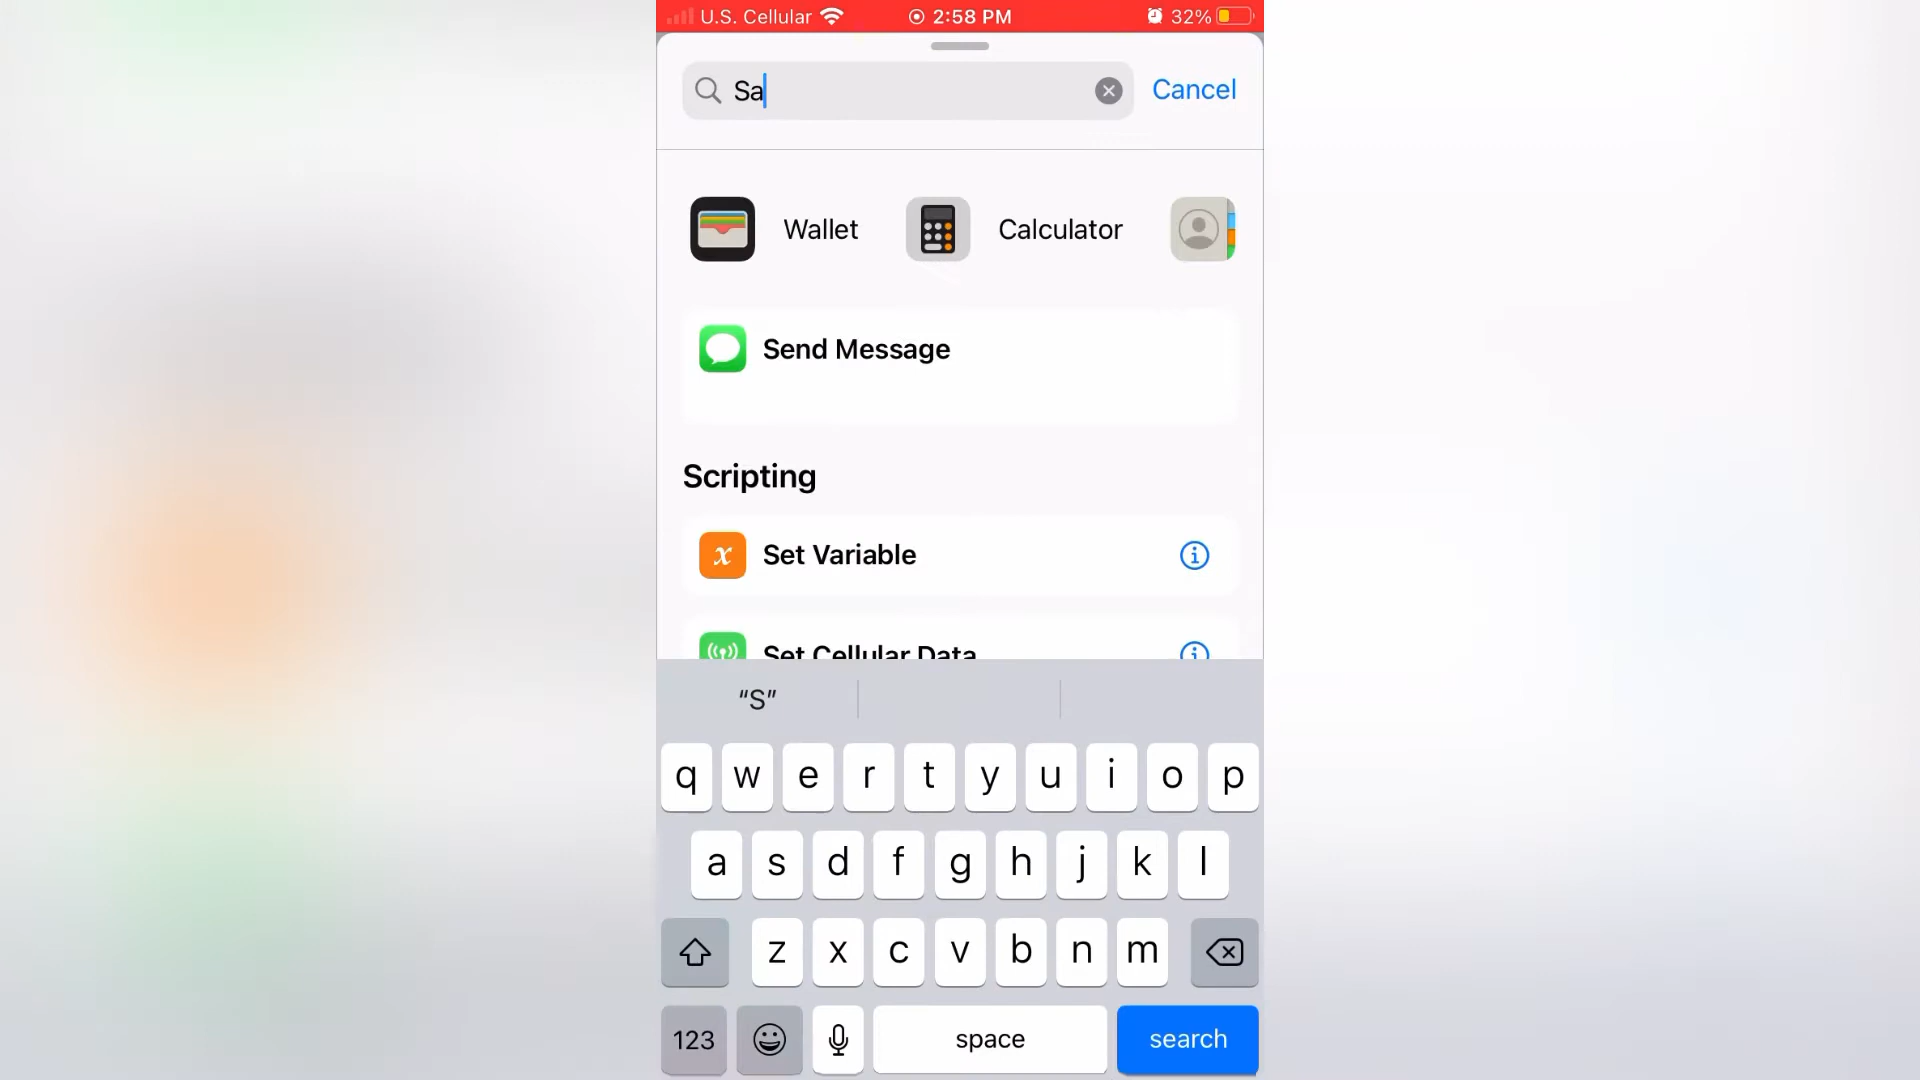 U.S. Cellular 2:58 PM 32%
Sa Cancel
Wallet Calculator
Send Message
Scripting
x Set Variable i
Set Cellular Data i
“S”
q w e r t y u i o p
a s d f g h j k l
z x c v b n m
123 space search